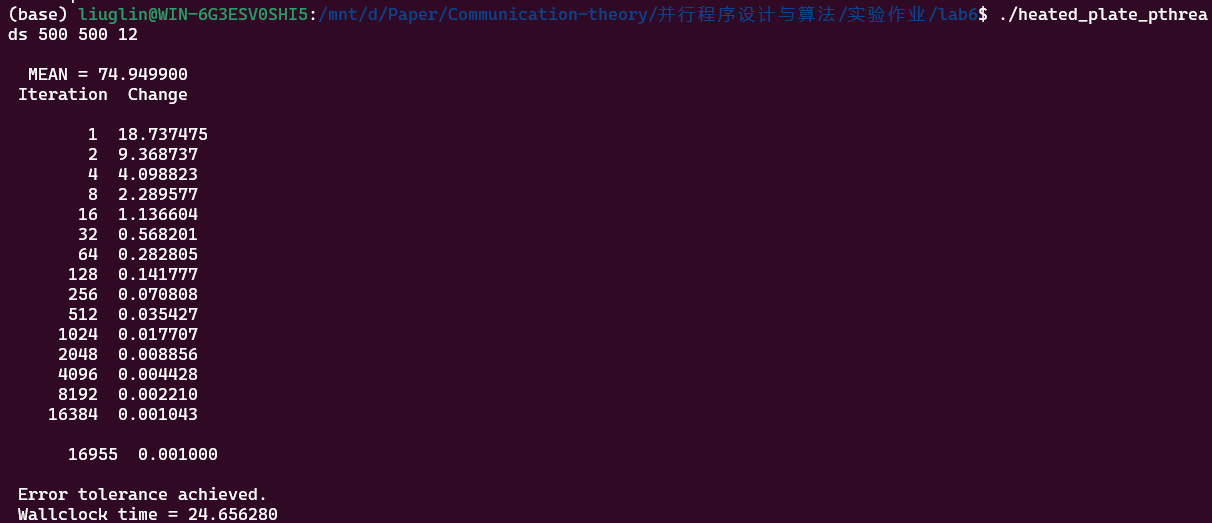 (base) liuglin@WIN-6G3ESV0SHI5:/mnt/d/Paper/Communication-theory/并行程序设计与算法/实验作业/lab6$ ./heated_plate_pthrea
ds 500 500 12
MEAN = 74.949900
Iteration  Change
1  18.737475
2  9.368737
4  4.098823
8  2.289577
16  1.136604
32  0.568201
64  0.282805
128  0.141777
256  0.070808
512  0.035427
1024  0.017707
2048  0.008856
4096  0.004428
8192  0.002210
16384  0.001043
16955  0.001000
Error tolerance achieved.
Wallclock time = 24.656280